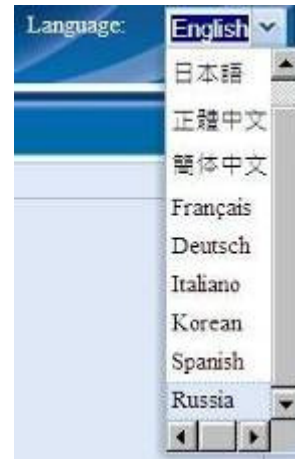 Language: English
日本語
正體中文
簡体中文
Français
Deutsch
Italiano
Korean
Spanish
Russia